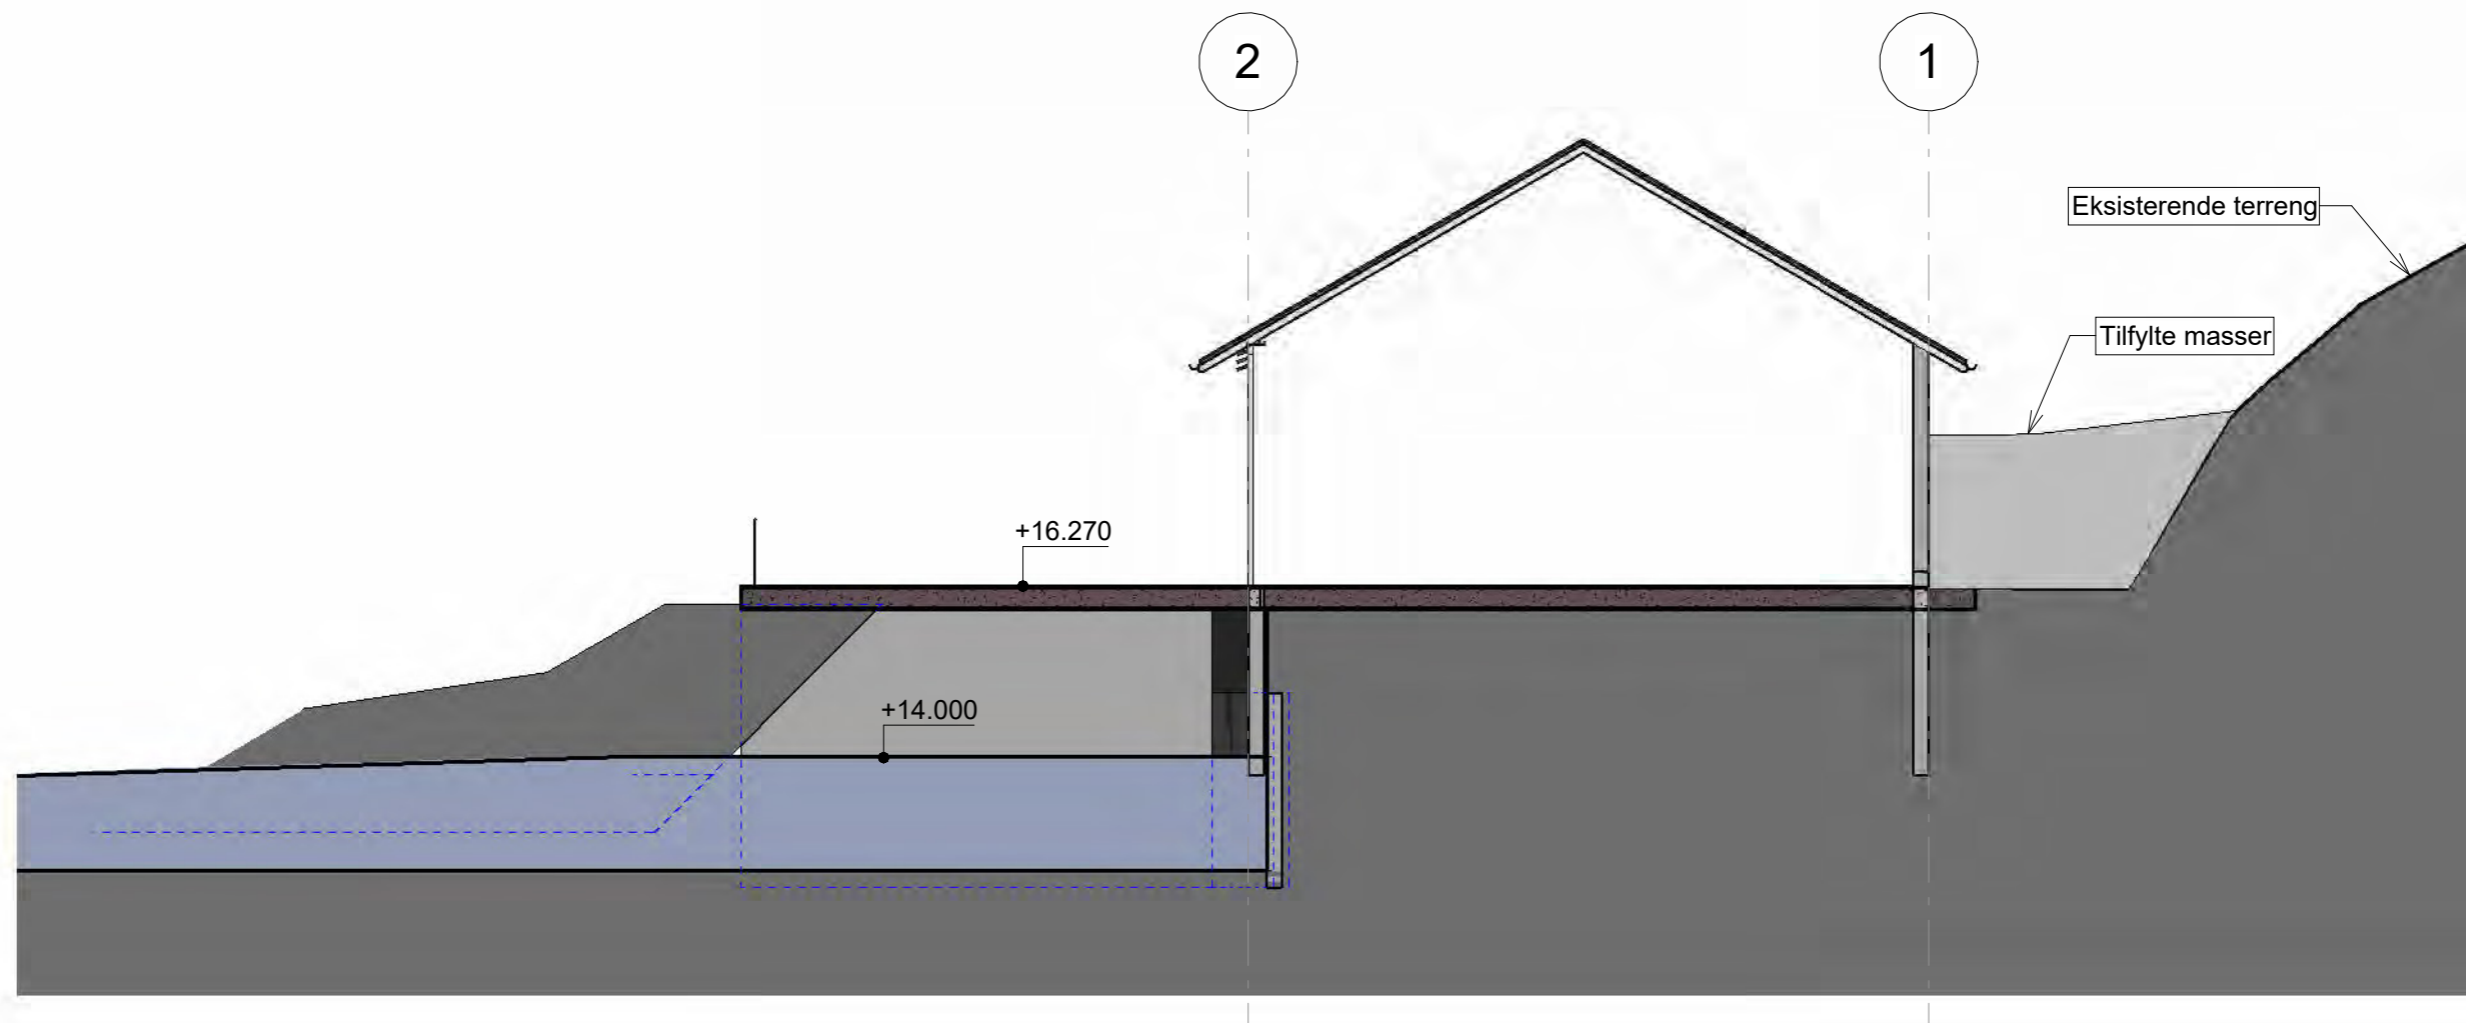 2
1
Eksisterende terreng
Tilfylte masser
+16.270
+14.000